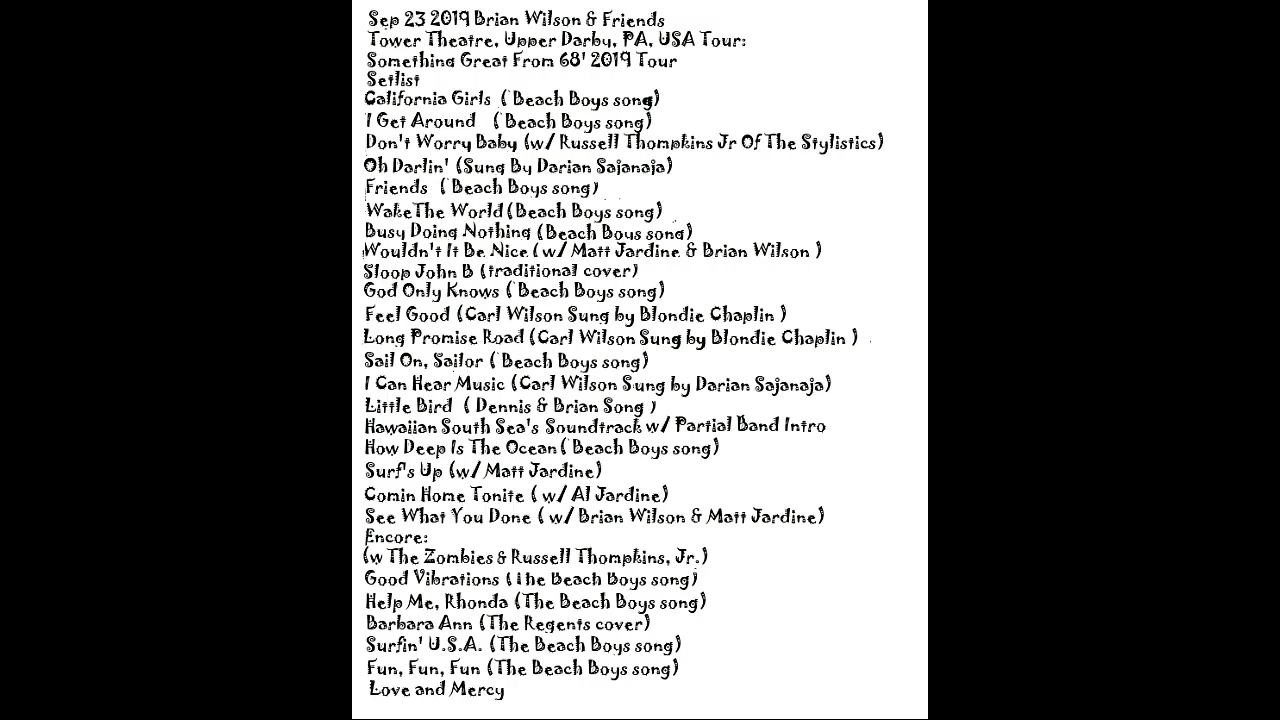 Sep 23 2019 Brian Wilson & Friends
Tower Theatre, Upper Darby, PA, USA Tour:
Something Great From 68' 2019 Tour
Setlist
California Girls ( Beach Boys song)
I Get Around ( Beach Boys song)
Don't Worry Baby (w/ Russell Thompkins Jr Of The Stylistics)
Oh Darlin' (Sung By Darian Sajanaja)
Friends ( Beach Boys song)
WakeThe World(Beach Boys song)
Busy Doing Nothing (Beach Boys song)
Wouldn't It Be Nice (w/ Matt Jardine & Brian Wilson )
Sloop John B (traditional cover)
God Only Knows ( Beach Boys song)
Feel Good (Carl Wilson Sung by Blondie Chaplin )
Long Promise Road (Carl Wilson Sung by Blondie Chaplin )
Sail On, Sailor ( Beach Boys song)
I Can Hear Music (Carl Wilson Sung by Darian Sajanaja)
Little Bird ( Dennis & Brian Song )
Hawaiian South Sea's Soundtrack w/ Partial Band Intro
How Deep Is The Ocean( Beach Boys song)
Surf's Up (w/ Matt Jardine)
Comin Home Tonite ( w/ Al Jardine)
See What You Done ( w/ Brian Wilson & Matt Jardine)
Encore:
(w The Zombies & Russell Thompkins, Jr.)
Good Vibrations (The Beach Boys song)
Help Me, Rhonda (The Beach Boys song)
Barbara Ann (The Regents cover)
Surfin' U.S.A. (The Beach Boys song)
Fun, Fun, Fun (The Beach Boys song)
Love and Mercy